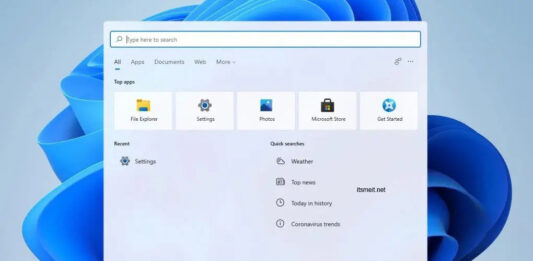 Type here to search
All Apps Documents Web More
Top apps
File Explorer Settings Photos Microsoft Store Get Started
Recent Quick searches
Settings Weather
Top news
itsmeit.net
Today in history
Coronavirus trends